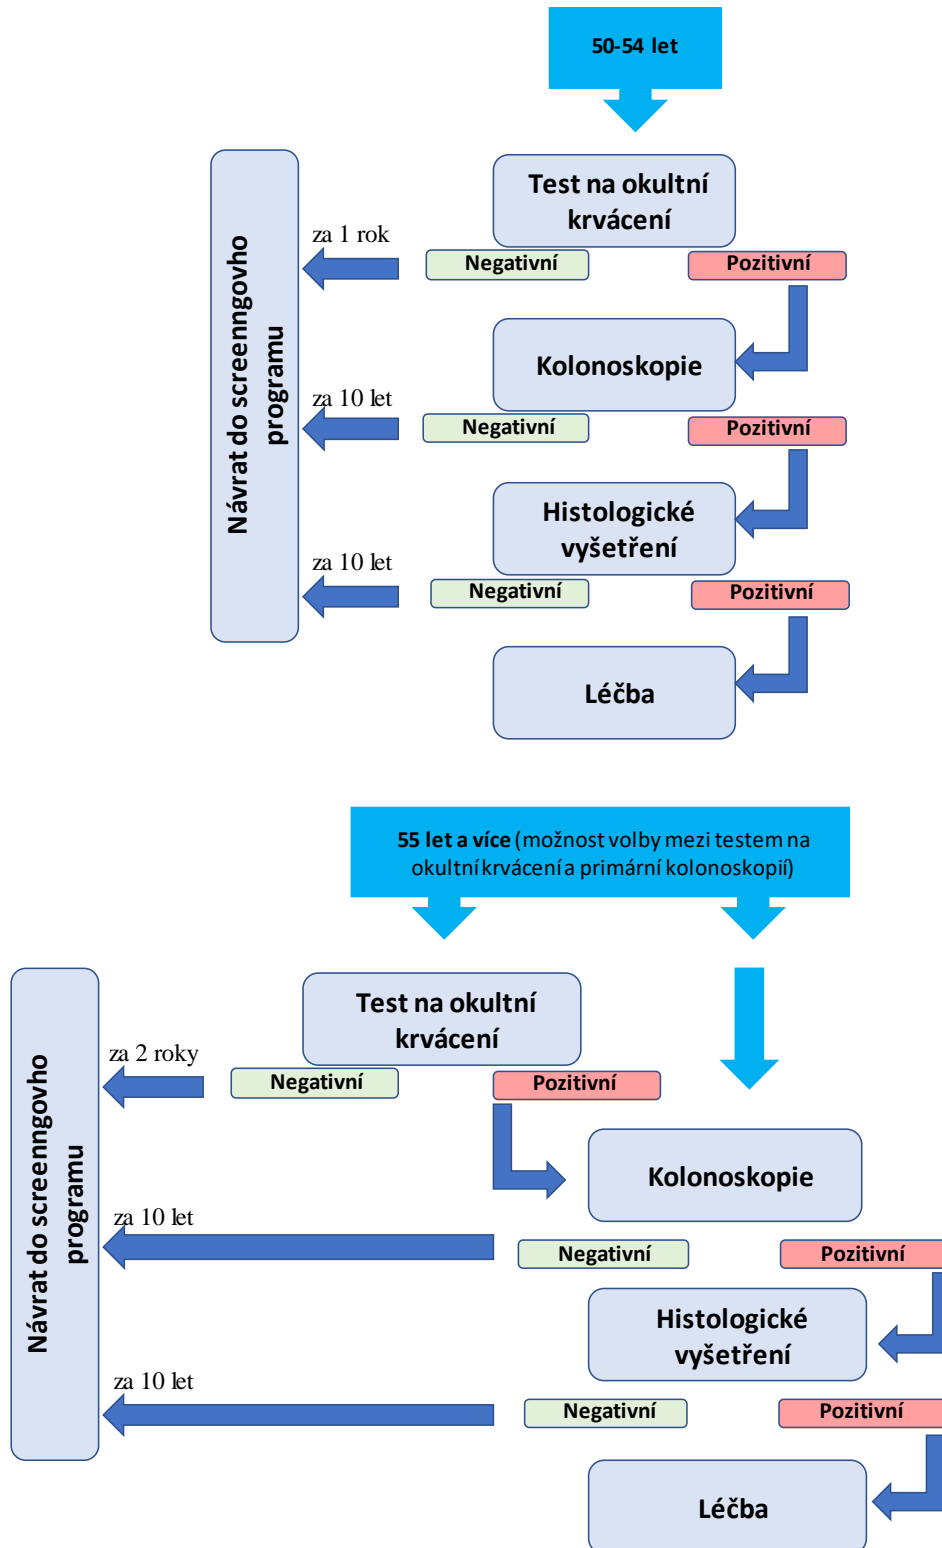 50-54 let
Test na okultní
krvácení
za 1 rok
Negativní
Pozitivní
Návrat do screenngovho
programu
Kolonoskopie
za 10 let
Negativní
Pozitivní
Histologické
vyšetření
za 10 let
Negativní
Pozitivní
Léčba
55 let a více (možnost volby mezi testem na
okultní krvácení a primární kolonoskopií)
Test na okultní
krvácení
za 2 roky
Negativní
Pozitivní
Návrat do screenngovho
programu
Kolonoskopie
za 10 let
Negativní
Pozitivní
Histologické
vyšetření
za 10 let
Negativní
Pozitivní
Léčba